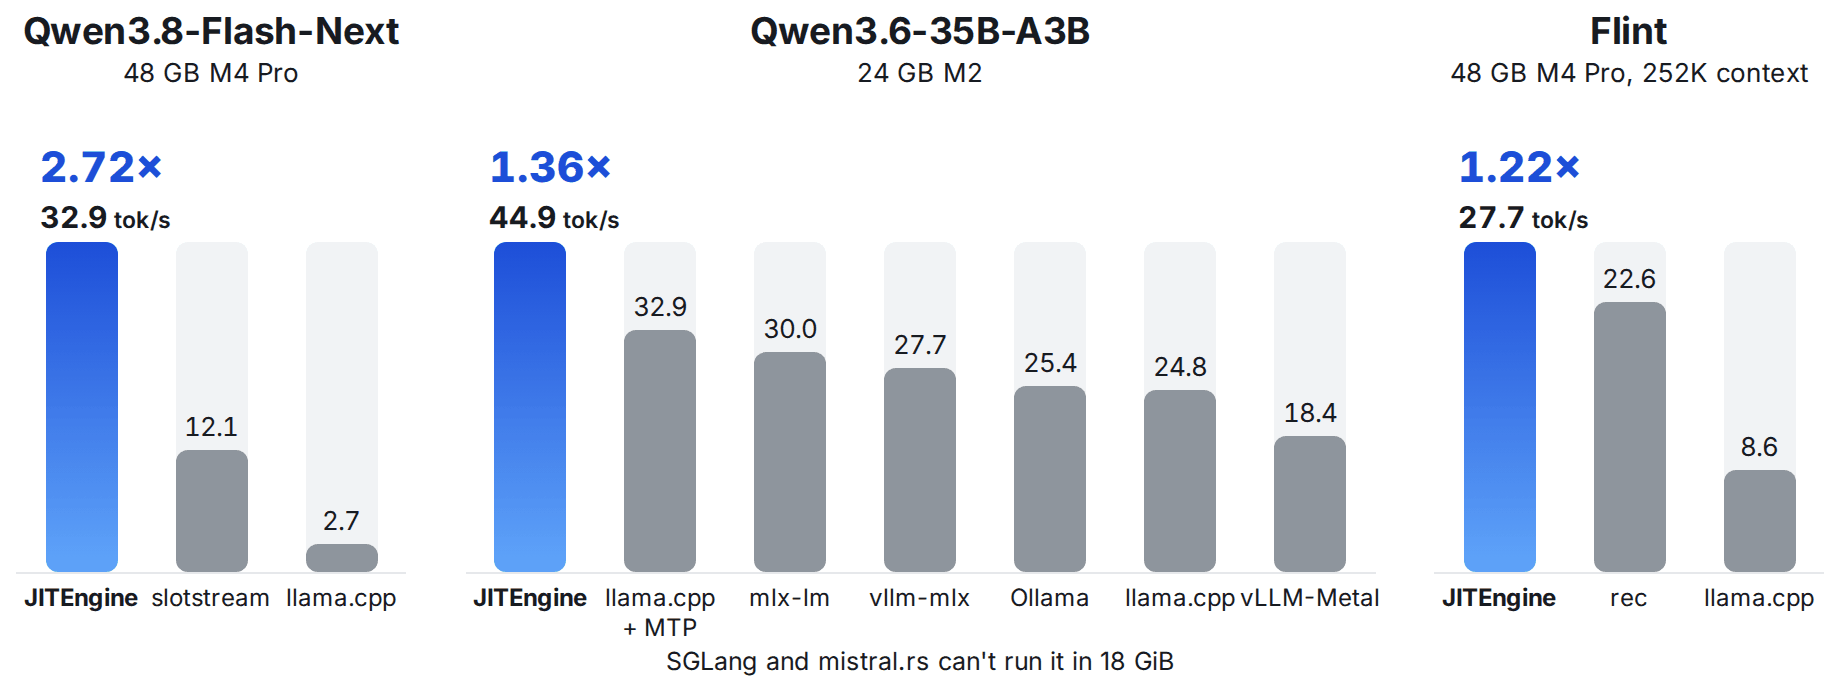 Qwen3.8-Flash-Next
48 GB M4 Pro
2.72×
32.9 tok/s
12.1
2.7
JITEngine slotstream llama.cpp
Qwen3.6-35B-A3B
24 GB M2
1.36×
44.9 tok/s
32.9
30.0
27.7
25.4
24.8
18.4
JITEngine llama.cpp mlx-lm vllm-mlx Ollama llama.cpp vLLM-Metal
+ MTP
SGLang and mistral.rs can't run it in 18 GiB
Flint
48 GB M4 Pro, 252K context
1.22×
27.7 tok/s
22.6
8.6
JITEngine rec llama.cpp